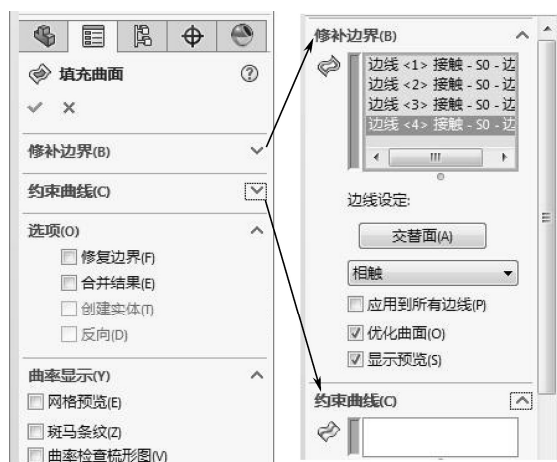 填充曲面
修补边界(B)
约束曲线(C)
选项(O)
修复边界(F)
合并结果(E)
创建实体(T)
反向(D)
曲率显示(Y)
网格预览(E)
斑马条纹(Z)
曲率检查梳形图(V)
修补边界(B)
边线 <1> 接触 - S0 - 边
边线 <2> 接触 - S0 - 边
边线 <3> 接触 - S0 - 边
边线 <4> 接触 - S0 - 边
边线设定:
交替面(A)
相触
应用到所有边线(P)
优化曲面(O)
显示预览(S)
约束曲线(C)